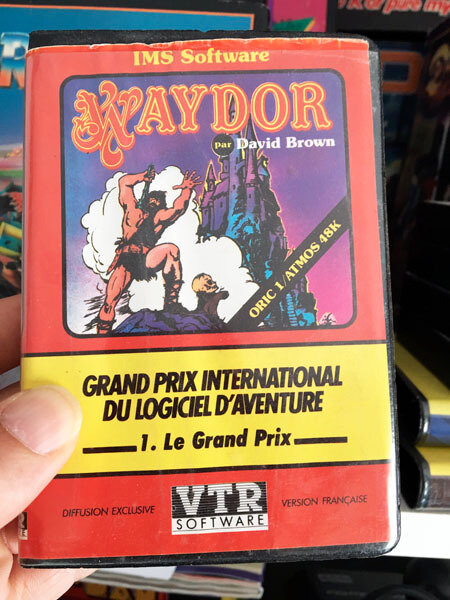 IMS Software
WAYDOR
par David Brown
ORIC 1/ATMOS 48K
GRAND PRIX INTERNATIONAL
DU LOGICIEL D'AVENTURE
1. Le Grand Prix
DIFFUSION EXCLUSIVE
VTR
SOFTWARE
VERSION FRANÇAISE